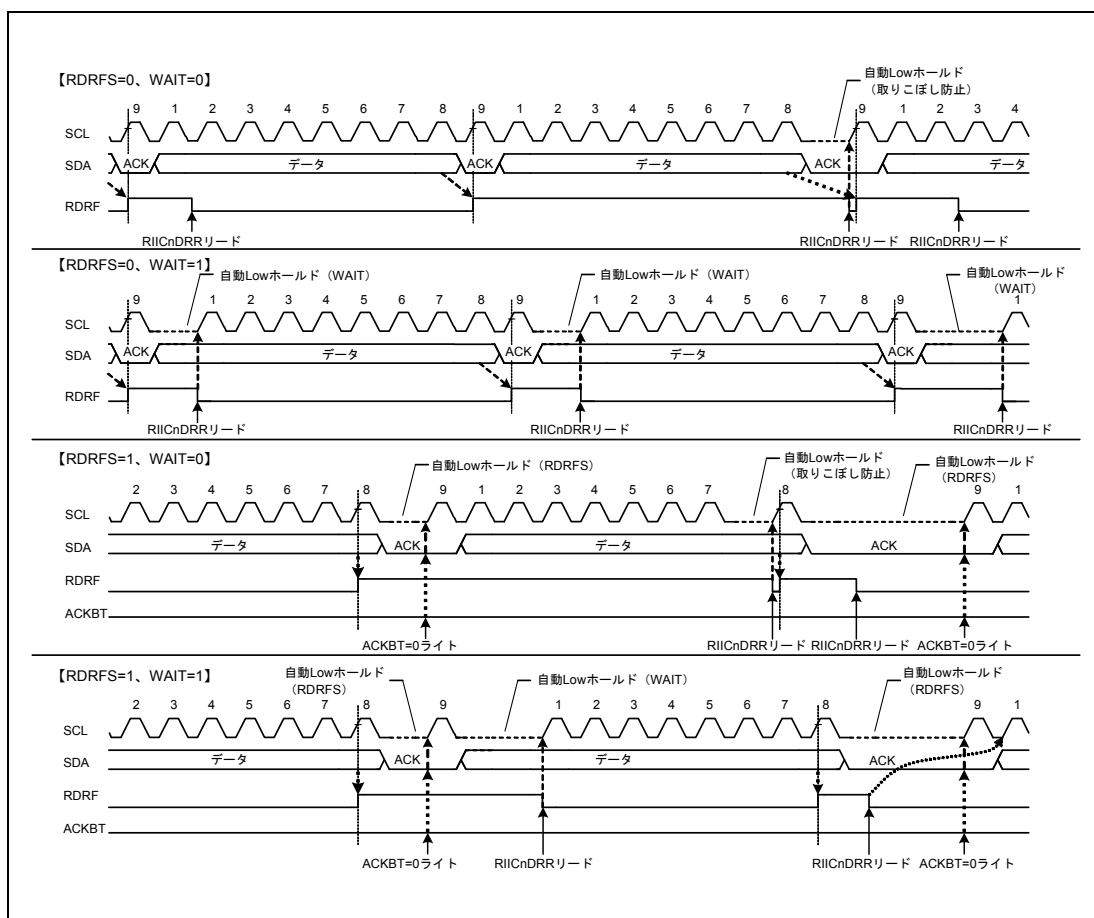 【RDRFS=0、WAIT=0】
自動Lowホールド
（取りこぼし防止）
9 1 2 3 4 5 6 7 8 9 1 2 3 4 5 6 7 8 9 1 2 3 4
SCL
SDA ACK データ ACK データ ACK データ
RDRF
RIICnDRRリード RIICnDRRリード RIICnDRRリード
【RDRFS=0、WAIT=1】
自動Lowホールド（WAIT） 自動Lowホールド（WAIT） 自動Lowホールド
（WAIT）
9 1 2 3 4 5 6 7 8 9 1 2 3 4 5 6 7 8 9 1
SCL
SDA ACK データ ACK データ ACK
RDRF
RIICnDRRリード RIICnDRRリード RIICnDRRリード
【RDRFS=1、WAIT=0】
自動Lowホールド（RDRFS） 自動Lowホールド
（取りこぼし防止） 自動Lowホールド
（RDRFS）
2 3 4 5 6 7 8 9 1 2 3 4 5 6 7 8 9 1
SCL
SDA データ ACK データ ACK
RDRF
ACKBT
ACKBT=0ライト RIICnDRRリード RIICnDRRリード ACKBT=0ライト
【RDRFS=1、WAIT=1】
自動Lowホールド
（RDRFS） 自動Lowホールド（WAIT） 自動Lowホールド
（RDRFS）
2 3 4 5 6 7 8 9 1 2 3 4 5 6 7 8 9 1
SCL
SDA データ ACK データ ACK
RDRF
ACKBT
ACKBT=0ライト RIICnDRRリード RIICnDRRリード ACKBT=0ライト